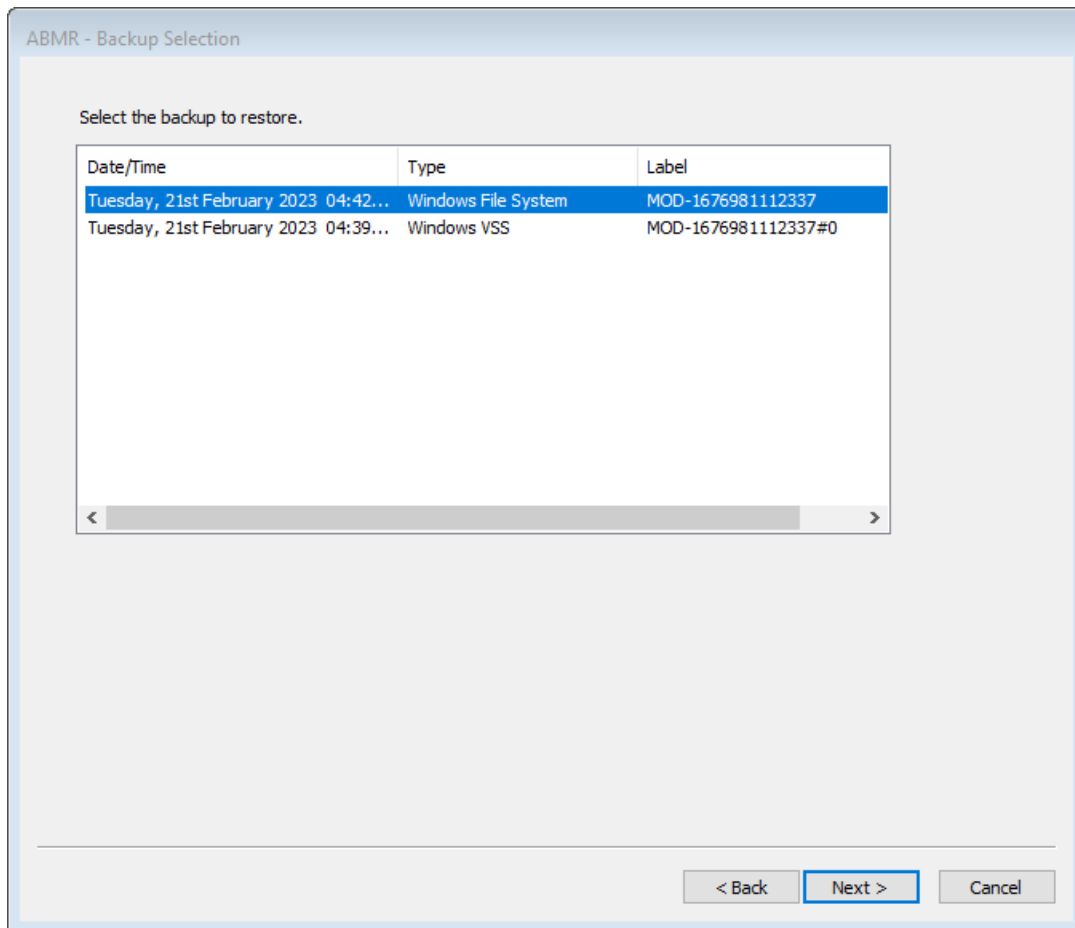 ABMR - Backup Selection
Select the backup to restore.
Date/Time Type Label
Tuesday, 21st February 2023 04:42... Windows File System MOD-1676981112337
Tuesday, 21st February 2023 04:39... Windows VSS MOD-1676981112337#0
< Back Next > Cancel